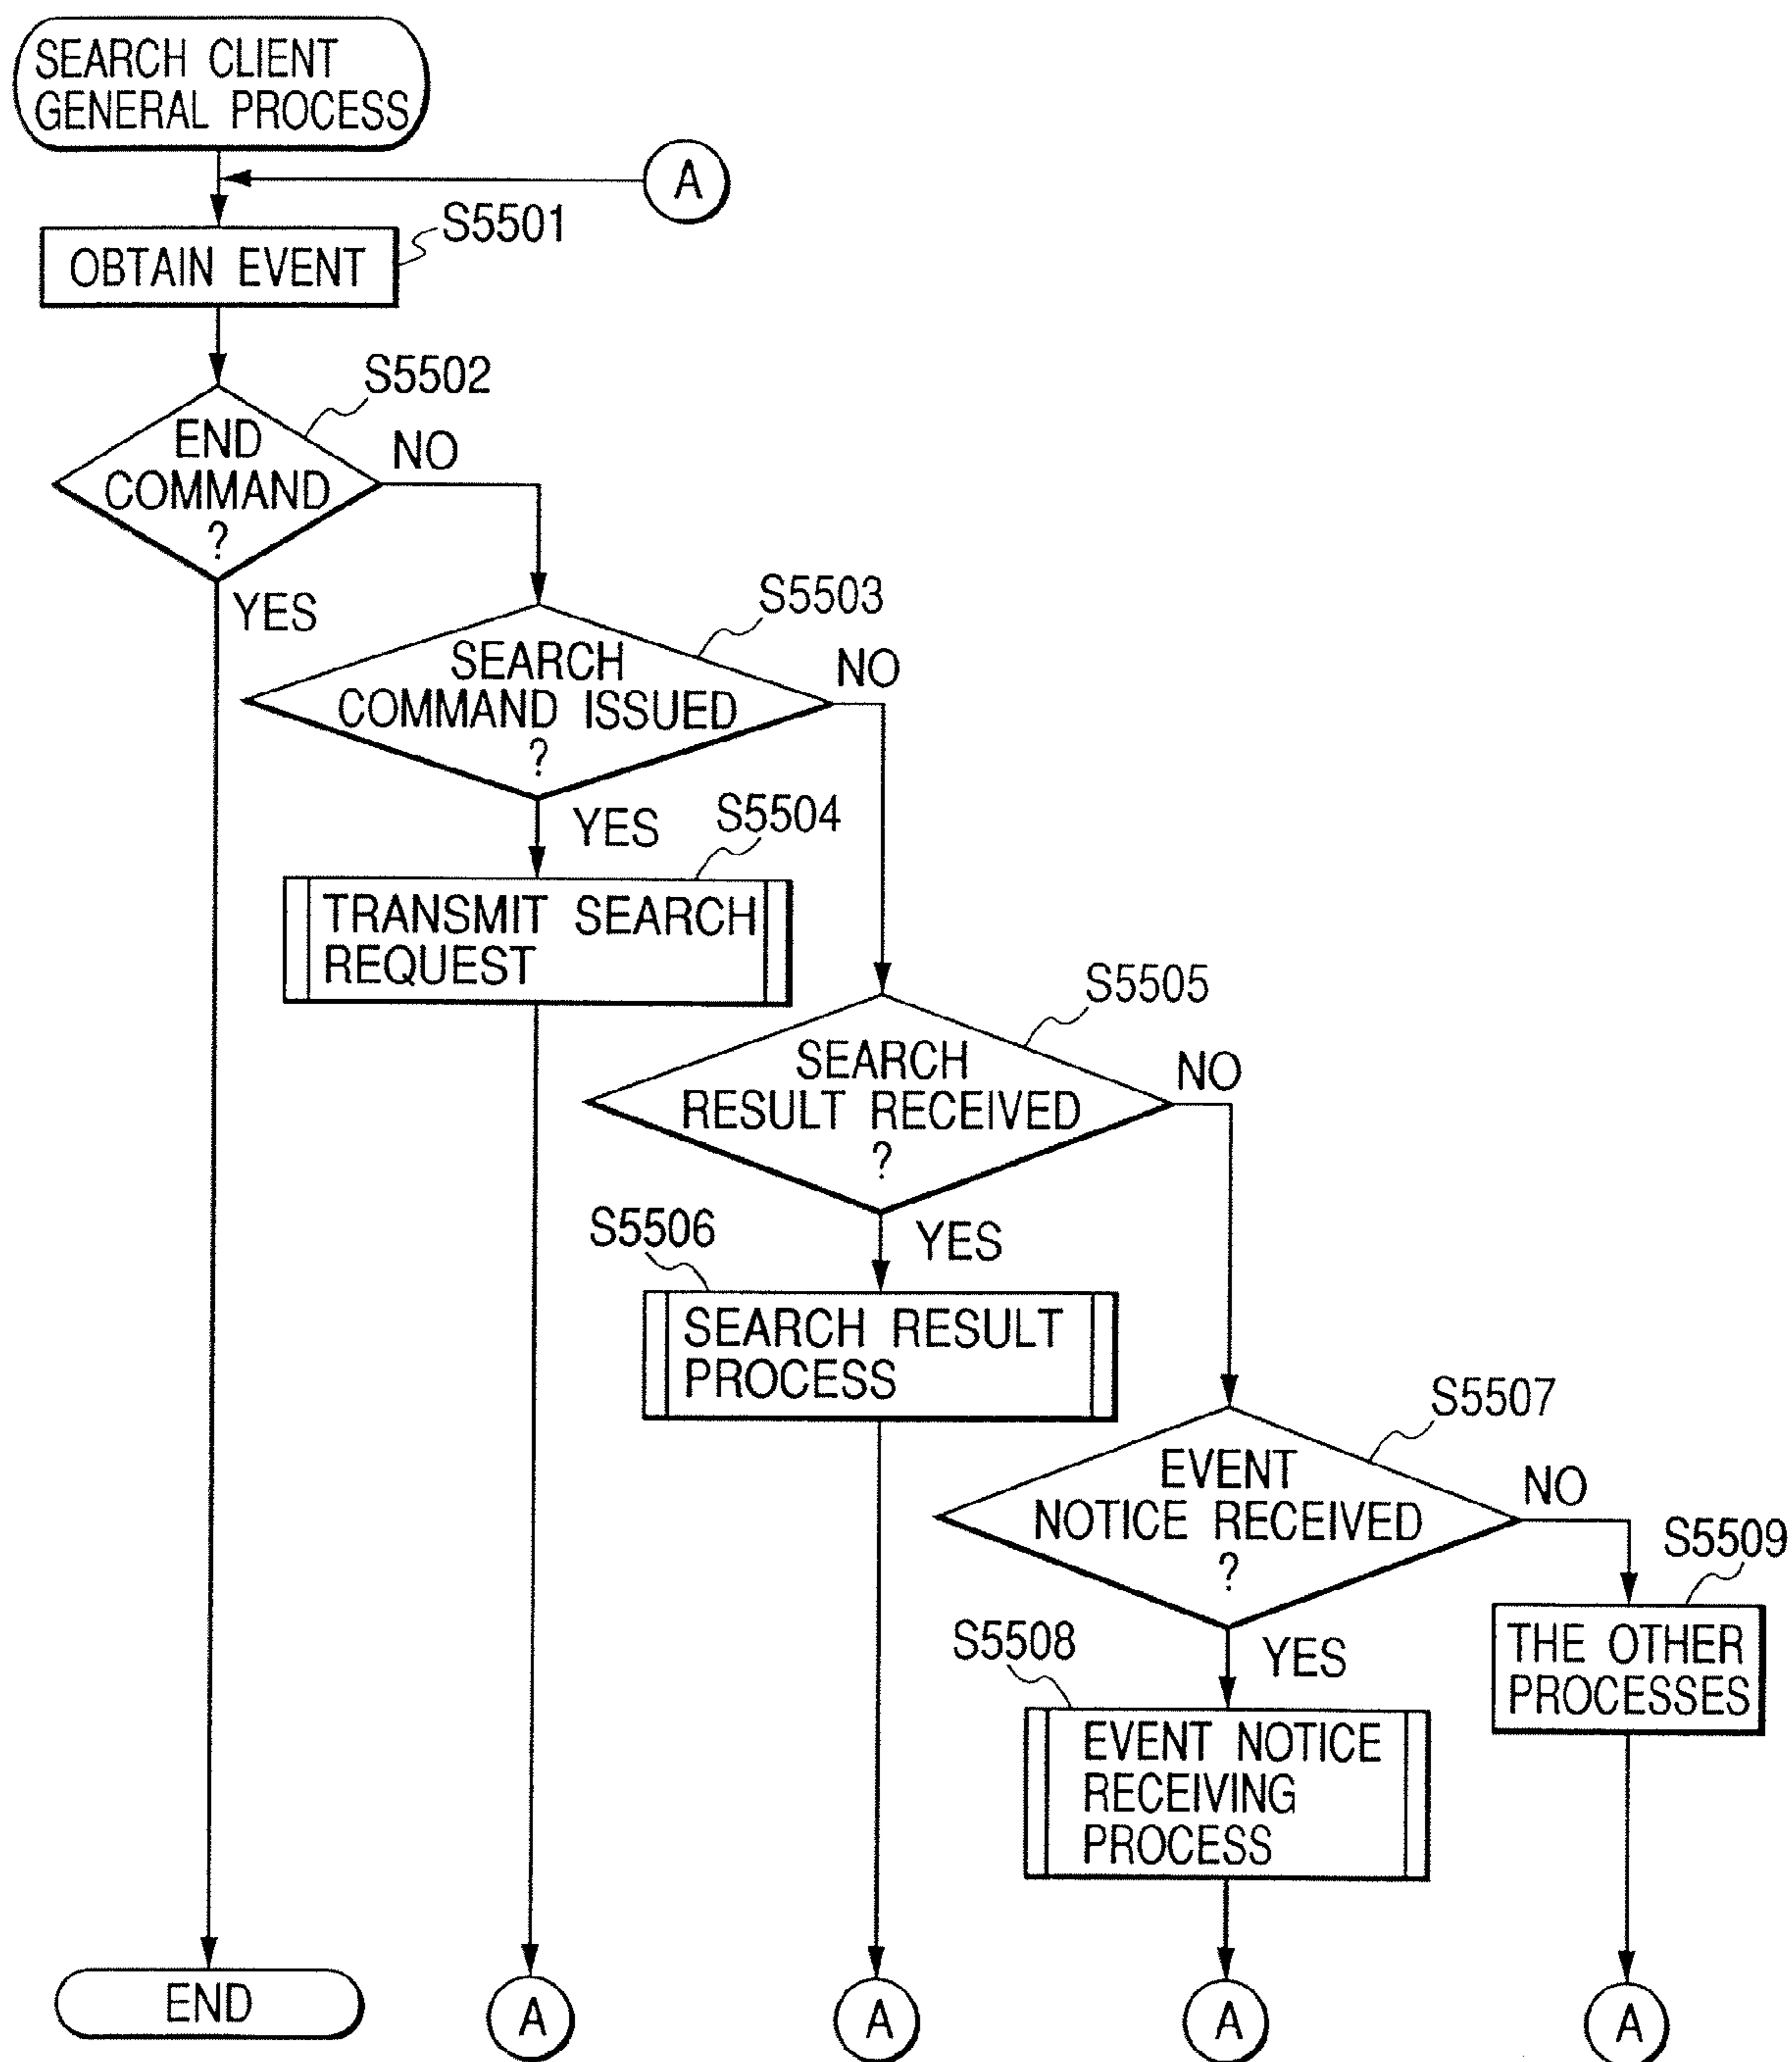 SEARCH CLIENT
GENERAL PROCESS
A
S5501
OBTAIN EVENT
S5502
END
COMMAND
?
NO
YES
S5503
SEARCH
COMMAND ISSUED
?
NO
YES
S5504
TRANSMIT SEARCH
REQUEST
S5505
SEARCH
RESULT RECEIVED
?
NO
YES
S5506
SEARCH RESULT
PROCESS
S5507
EVENT
NOTICE RECEIVED
?
NO
YES
S5508
EVENT NOTICE
RECEIVING
PROCESS
S5509
THE OTHER
PROCESSES
END
A
A
A
A